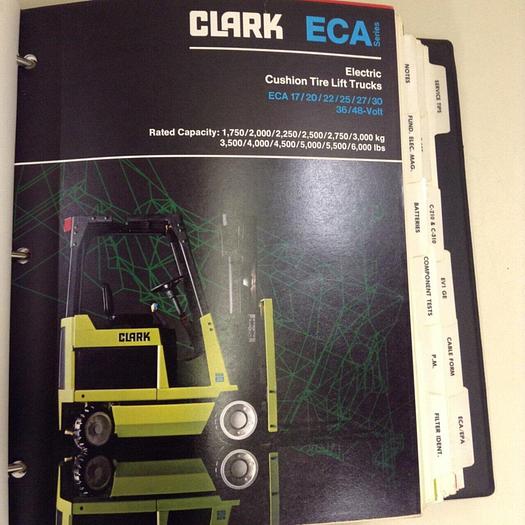 CLARK ECA Series
Electric
Cushion Tire Lift Trucks
ECA 17/20/22/25/27/30
36/48-Volt
Rated Capacity: 1,750/2,000/2,250/2,500/2,750/3,000 kg
3,500/4,000/4,500/5,000/5,500/6,000 lbs
CLARK
NOTES
FUND. ELEC. MAG.
BATTERIES
COMPONENT TESTS
P.M.
FILTER IDENT.
SERVICE TIPS
C-210 & C-510
EV1 GE
CABLE FORM
ECA/EPA